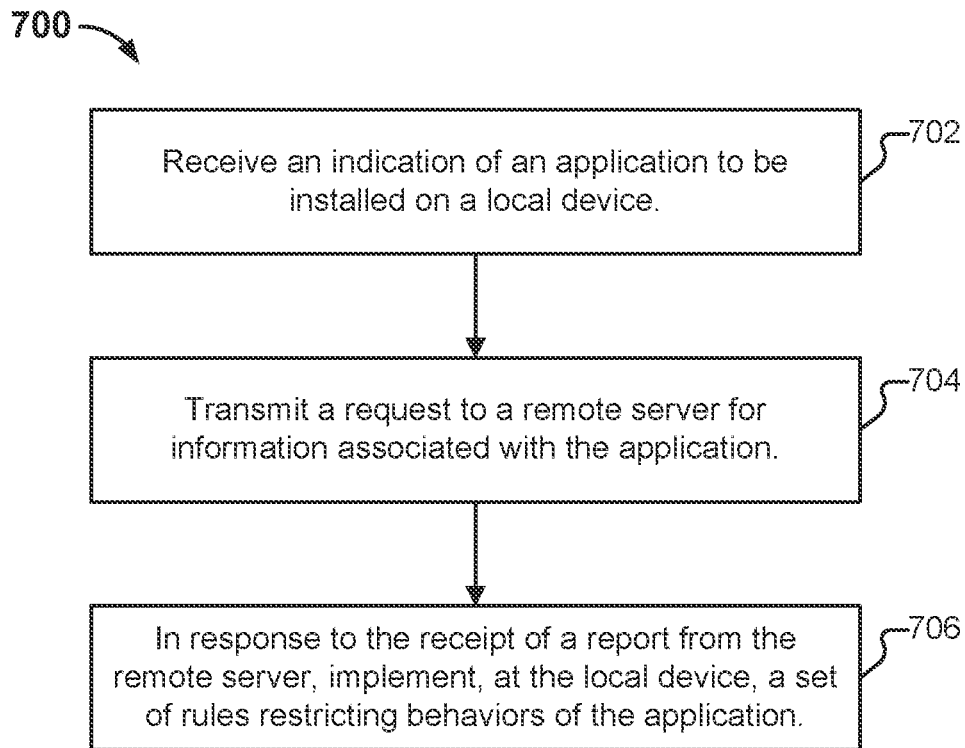 700
Receive an indication of an application to be
installed on a local device.
702
Transmit a request to a remote server for
information associated with the application.
704
In response to the receipt of a report from the
remote server, implement, at the local device, a set
of rules restricting behaviors of the application.
706